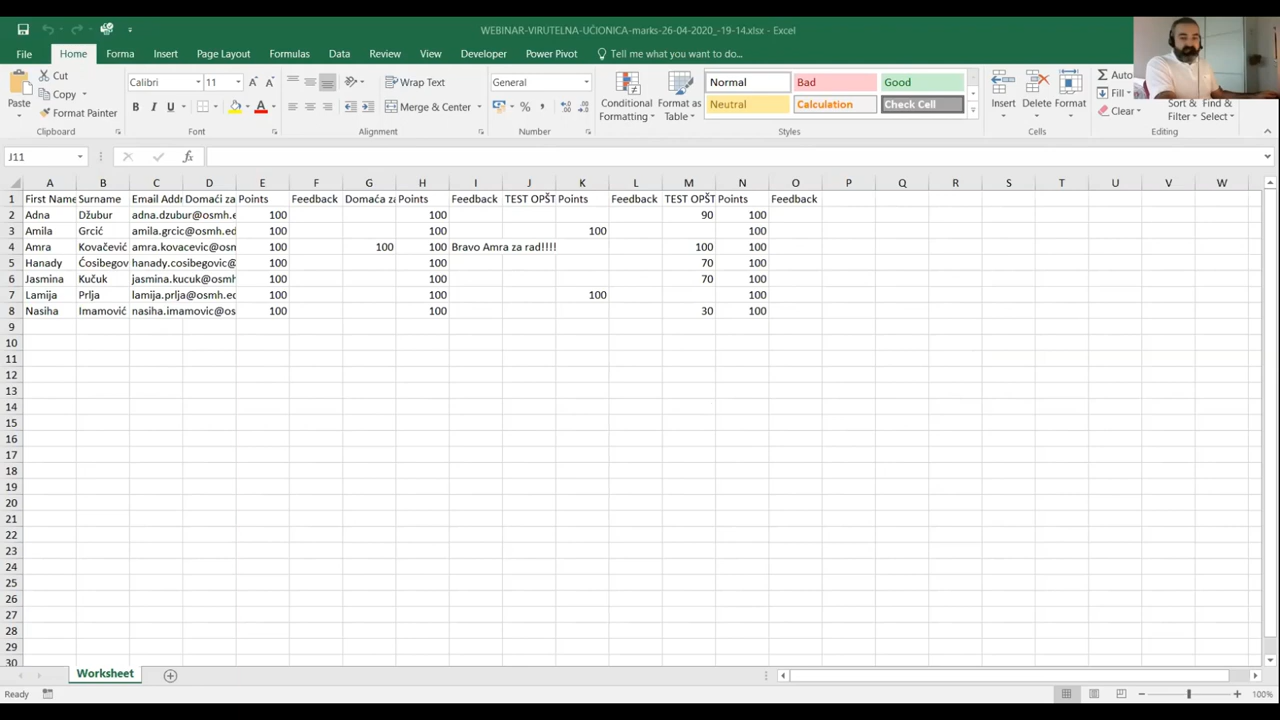 WEBINAR-VIRUTELNA-UČIONICA-marks-26-04-2020_-19-14.xlsx - Excel
File Home Forma Insert Page Layout Formulas Data Review View Developer Power Pivot Tell me what you want to do...
Paste
Cut
Copy
Format Painter
Calibri 11
B I U
Wrap Text
Merge & Center
General
Conditional Formatting
Format as Table
Normal Bad Good
Neutral Calculation Check Cell
Insert Delete Format
Auto
Fill
Clear
Sort & Filter
Find & Select
Clipboard Font Alignment Number Styles Cells Editing
J11 fx
A B C D E F G H I J K L M N O P Q R S T U V W
1 First Name Surname Email Addr Domaći za Points Feedback Domaća za Points Feedback TEST OPŠT Points Feedback TEST OPŠT Points Feedback
2 Adna Džubur adna.dzubur@osmh.e 100 100 90 100
3 Amila Grcić amila.grcic@osmh.ed 100 100 100 100
4 Amra Kovačević amra.kovacevic@osm 100 100 100 Bravo Amra za rad!!!! 100 100
5 Hanady Ćosibegov hanady.cosibegovic@ 100 100 70 100
6 Jasmina Kučuk jasmina.kucuk@osmh 100 100 70 100
7 Lamija Prlja lamija.prlja@osmh.ed 100 100 100 100
8 Nasiha Imamović nasiha.imamovic@os 100 100 30 100
9
10
11
12
13
14
15
16
17
18
19
20
21
22
23
24
25
26
27
28
29
30
Worksheet
Ready 100%